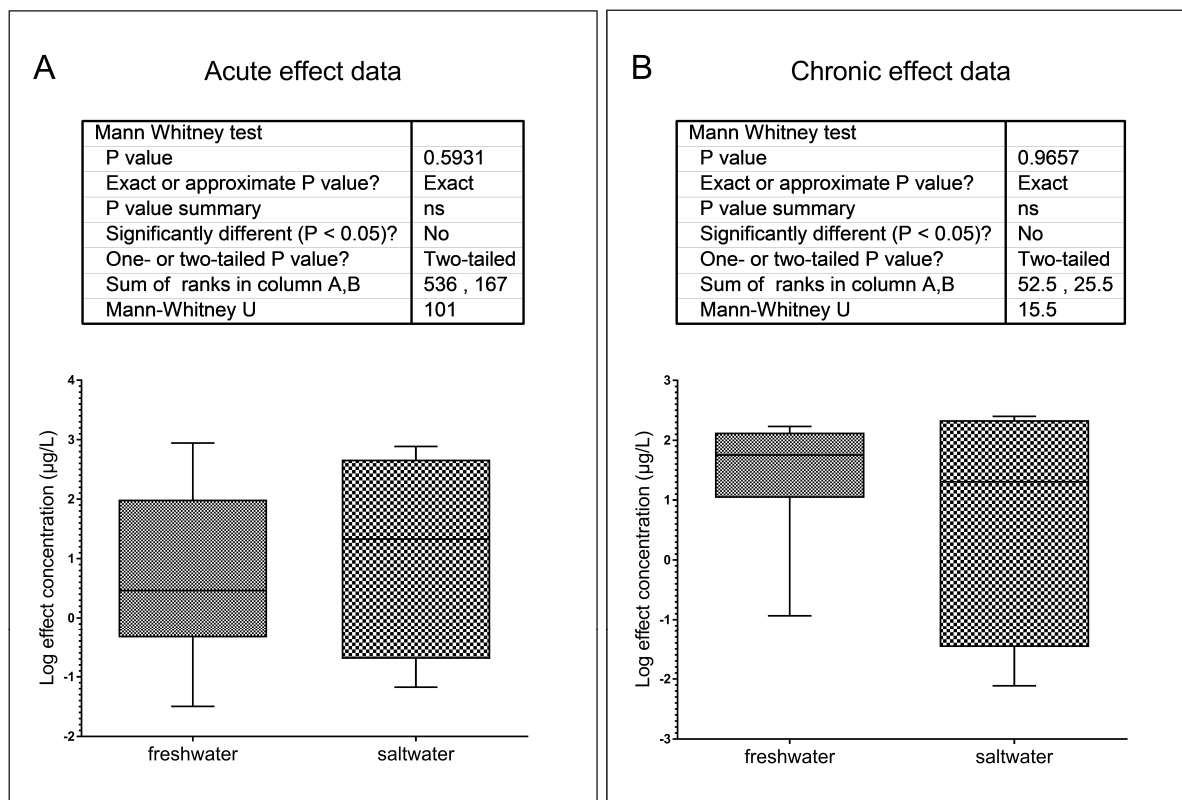 A
Acute effect data
Mann Whitney test
P value 0.5931
Exact or approximate P value? Exact
P value summary ns
Significantly different (P < 0.05)? No
One- or two-tailed P value? Two-tailed
Sum of ranks in column A,B 536 , 167
Mann-Whitney U 101
Log effect concentration (µg/L)
4
3
2
1
0
-1
-2
freshwater saltwater
B
Chronic effect data
Mann Whitney test
P value 0.9657
Exact or approximate P value? Exact
P value summary ns
Significantly different (P < 0.05)? No
One- or two-tailed P value? Two-tailed
Sum of ranks in column A,B 52.5 , 25.5
Mann-Whitney U 15.5
Log effect concentration (µg/L)
3
2
1
0
-1
-2
-3
freshwater saltwater